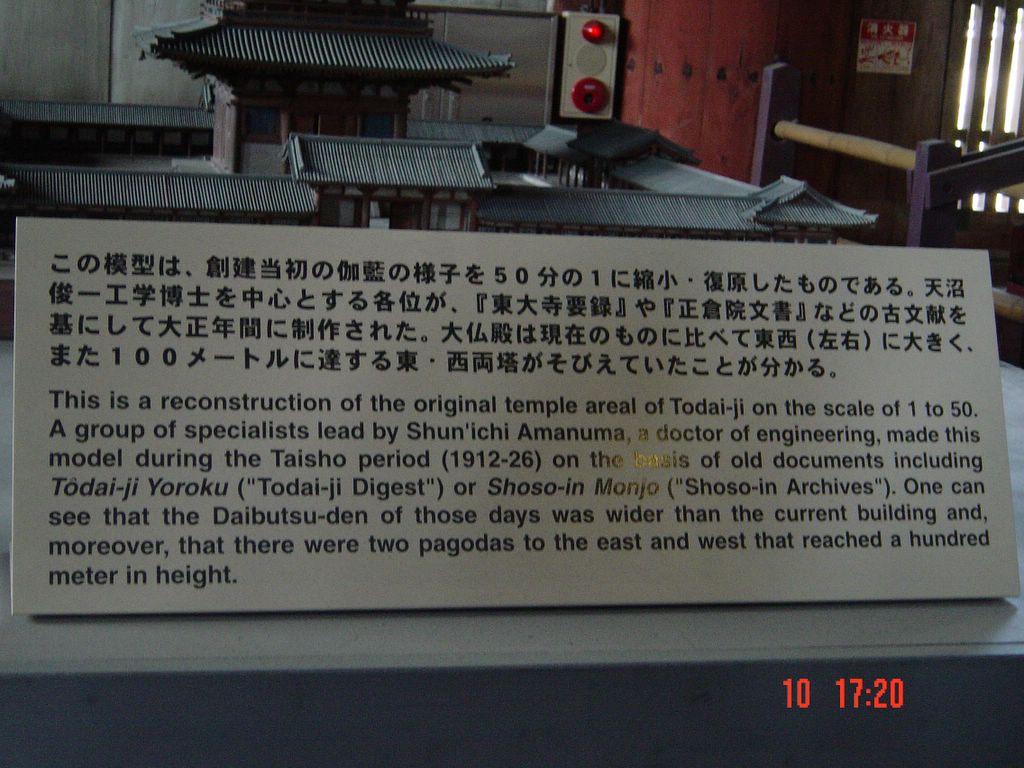 消火器
この模型は、創建当初の伽藍の様子を50分の1に縮小・復原したものである。天沼
俊一工学博士を中心とする各位が、『東大寺要録』や『正倉院文書』などの古文献を
基にして大正年間に制作された。大仏殿は現在のものに比べて東西（左右）に大きく、
また100メートルに達する東・西両塔がそびえていたことが分かる。
This is a reconstruction of the original temple areal of Todai-ji on the scale of 1 to 50.
A group of specialists lead by Shun'ichi Amanuma, a doctor of engineering, made this
model during the Taisho period (1912-26) on the basis of old documents including
Tôdai-ji Yoroku ("Todai-ji Digest") or Shoso-in Monjo ("Shoso-in Archives"). One can
see that the Daibutsu-den of those days was wider than the current building and,
moreover, that there were two pagodas to the east and west that reached a hundred
meter in height.
10 17:20